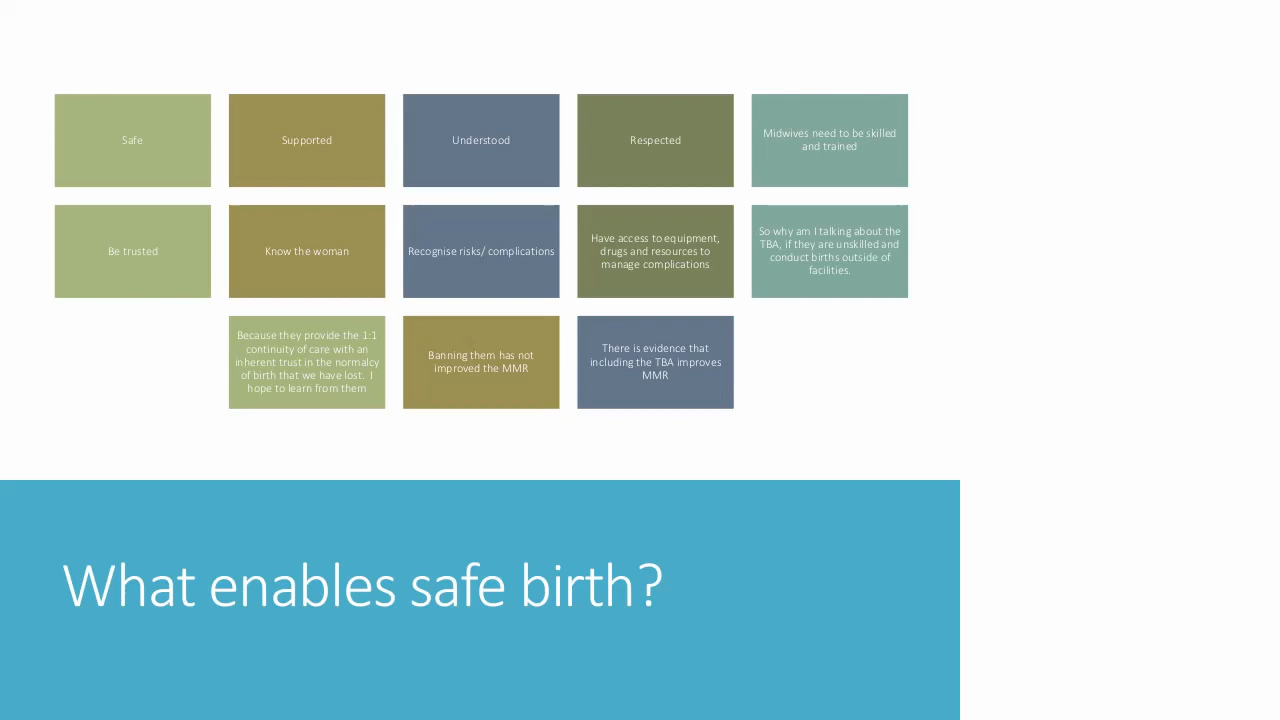 Safe
Supported
Understood
Respected
Midwives need to be skilled
and trained
Be trusted
Know the woman
Recognise risks/ complications
Have access to equipment,
drugs and resources to
manage complications
So why am I talking about the
TBA, if they are unskilled and
conduct births outside of
facilities.
Because they provide the 1:1
continuity of care with an
inherent trust in the normalcy
of birth that we have lost.  I
hope to learn from them
Banning them has not
improved the MMR
There is evidence that
including the TBA improves
MMR
What enables safe birth?